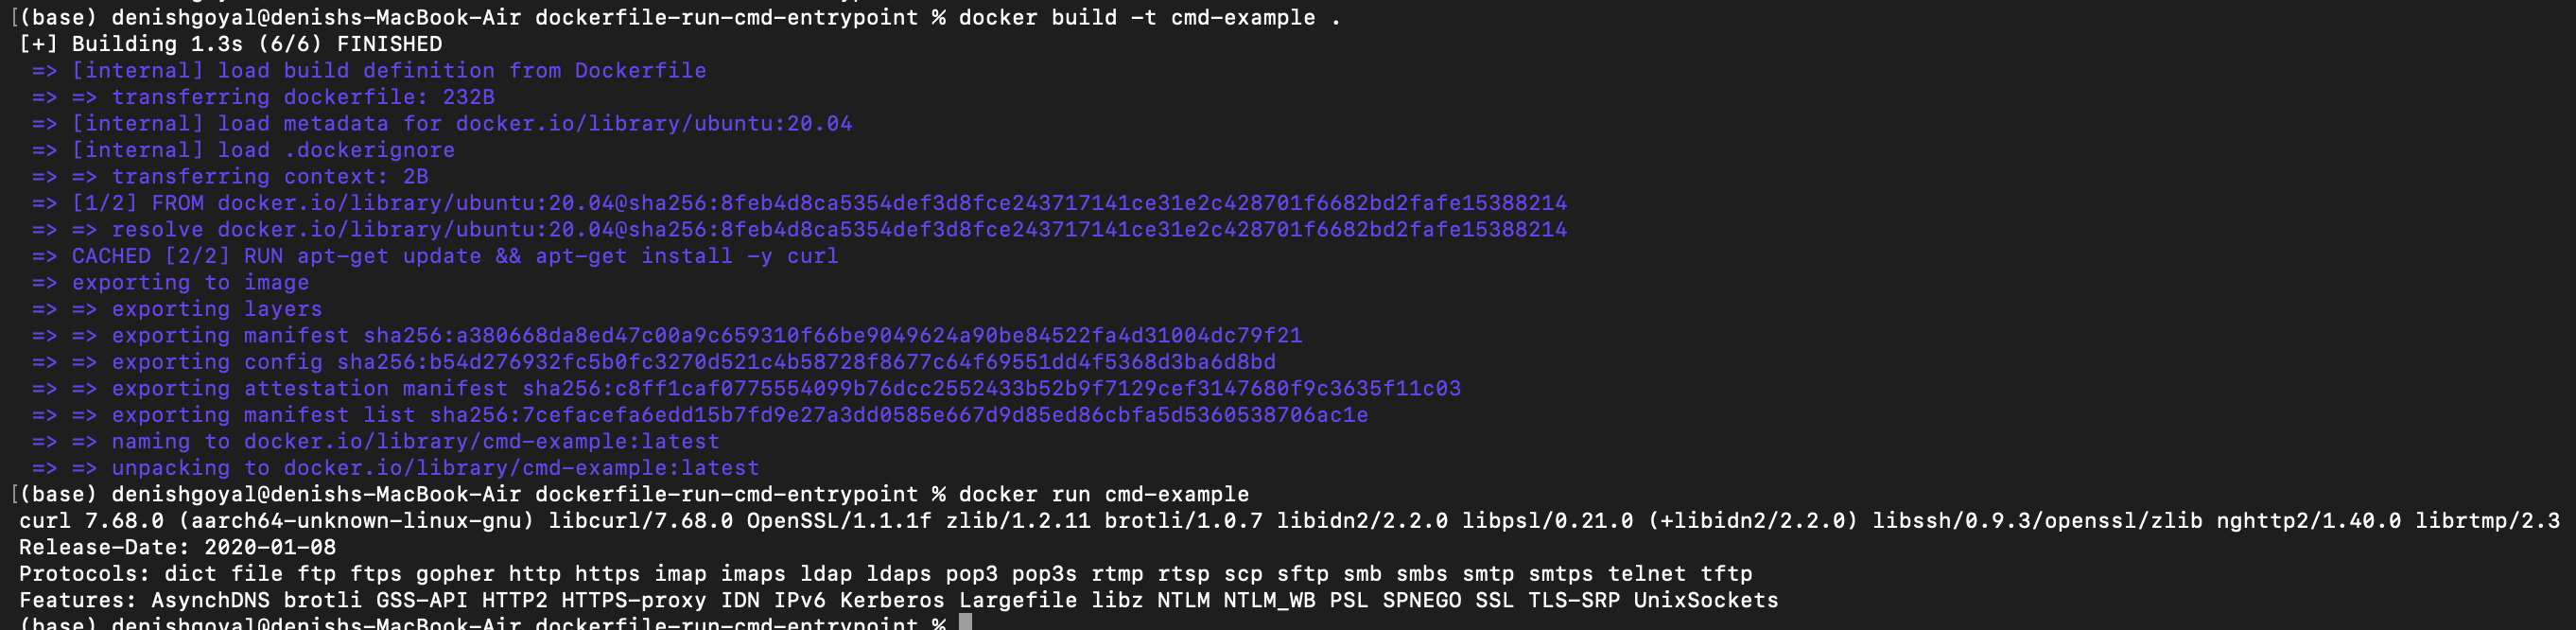 [(base) denishgoyal@denishs-MacBook-Air dockerfile-run-cmd-entrypoint % docker build -t cmd-example .
[+] Building 1.3s (6/6) FINISHED
=> [internal] load build definition from Dockerfile
=> => transferring dockerfile: 232B
=> [internal] load metadata for docker.io/library/ubuntu:20.04
=> [internal] load .dockerignore
=> => transferring context: 2B
=> [1/2] FROM docker.io/library/ubuntu:20.04@sha256:8feb4d8ca5354def3d8fce243717141ce31e2c428701f6682bd2fafe15388214
=> => resolve docker.io/library/ubuntu:20.04@sha256:8feb4d8ca5354def3d8fce243717141ce31e2c428701f6682bd2fafe15388214
=> CACHED [2/2] RUN apt-get update && apt-get install -y curl
=> exporting to image
=> => exporting layers
=> => exporting manifest sha256:a380668da8ed47c00a9c659310f66be9049624a90be84522fa4d31004dc79f21
=> => exporting config sha256:b54d276932fc5b0fc3270d521c4b58728f8677c64f69551dd4f5368d3ba6d8bd
=> => exporting attestation manifest sha256:c8ff1caf0775554099b76dcc2552433b52b9f7129cef3147680f9c3635f11c03
=> => exporting manifest list sha256:7cefacefa6edd15b7fd9e27a3dd0585e667d9d85ed86cbfa5d5360538706ac1e
=> => naming to docker.io/library/cmd-example:latest
=> => unpacking to docker.io/library/cmd-example:latest
[(base) denishgoyal@denishs-MacBook-Air dockerfile-run-cmd-entrypoint % docker run cmd-example
curl 7.68.0 (aarch64-unknown-linux-gnu) libcurl/7.68.0 OpenSSL/1.1.1f zlib/1.2.11 brotli/1.0.7 libidn2/2.2.0 libpsl/0.21.0 (+libidn2/2.2.0) libssh/0.9.3/openssl/zlib nghttp2/1.40.0 librtmp/2.3
Release-Date: 2020-01-08
Protocols: dict file ftp ftps gopher http https imap imaps ldap ldaps pop3 pop3s rtmp rtsp scp sftp smb smbs smtp smtps telnet tftp
Features: AsynchDNS brotli GSS-API HTTP2 HTTPS-proxy IDN IPv6 Kerberos Largefile libz NTLM NTLM_WB PSL SPNEGO SSL TLS-SRP UnixSockets
(base) denishgoyal@denishs-MacBook-Air dockerfile-run-cmd-entrypoint %